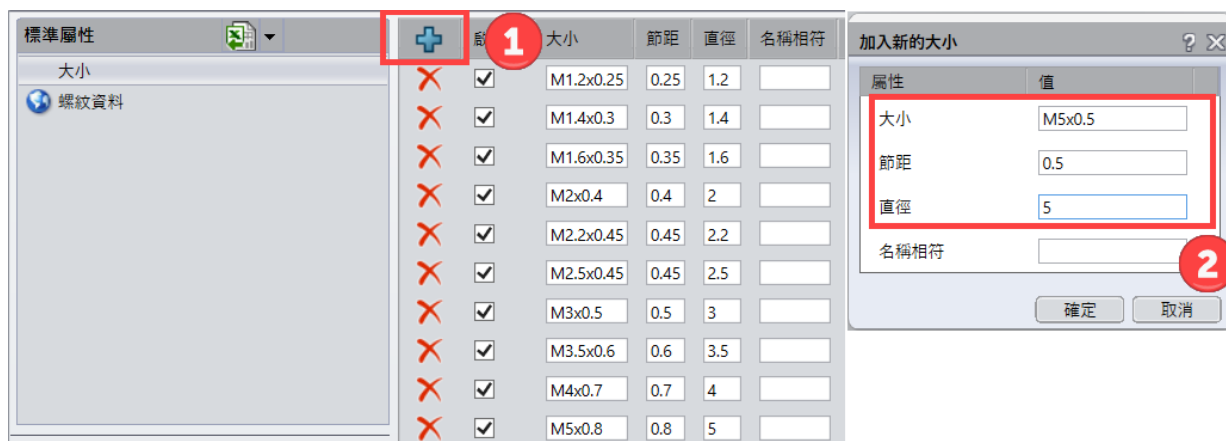 標準屬性
大小
螺紋資料
1 大小 節距 直徑 名稱相符
M1.2x0.25 0.25 1.2
M1.4x0.3 0.3 1.4
M1.6x0.35 0.35 1.6
M2x0.4 0.4 2
M2.2x0.45 0.45 2.2
M2.5x0.45 0.45 2.5
M3x0.5 0.5 3
M3.5x0.6 0.6 3.5
M4x0.7 0.7 4
M5x0.8 0.8 5
加入新的大小
屬性 值
大小 M5x0.5
節距 0.5
直徑 5
名稱相符
2
確定 取消